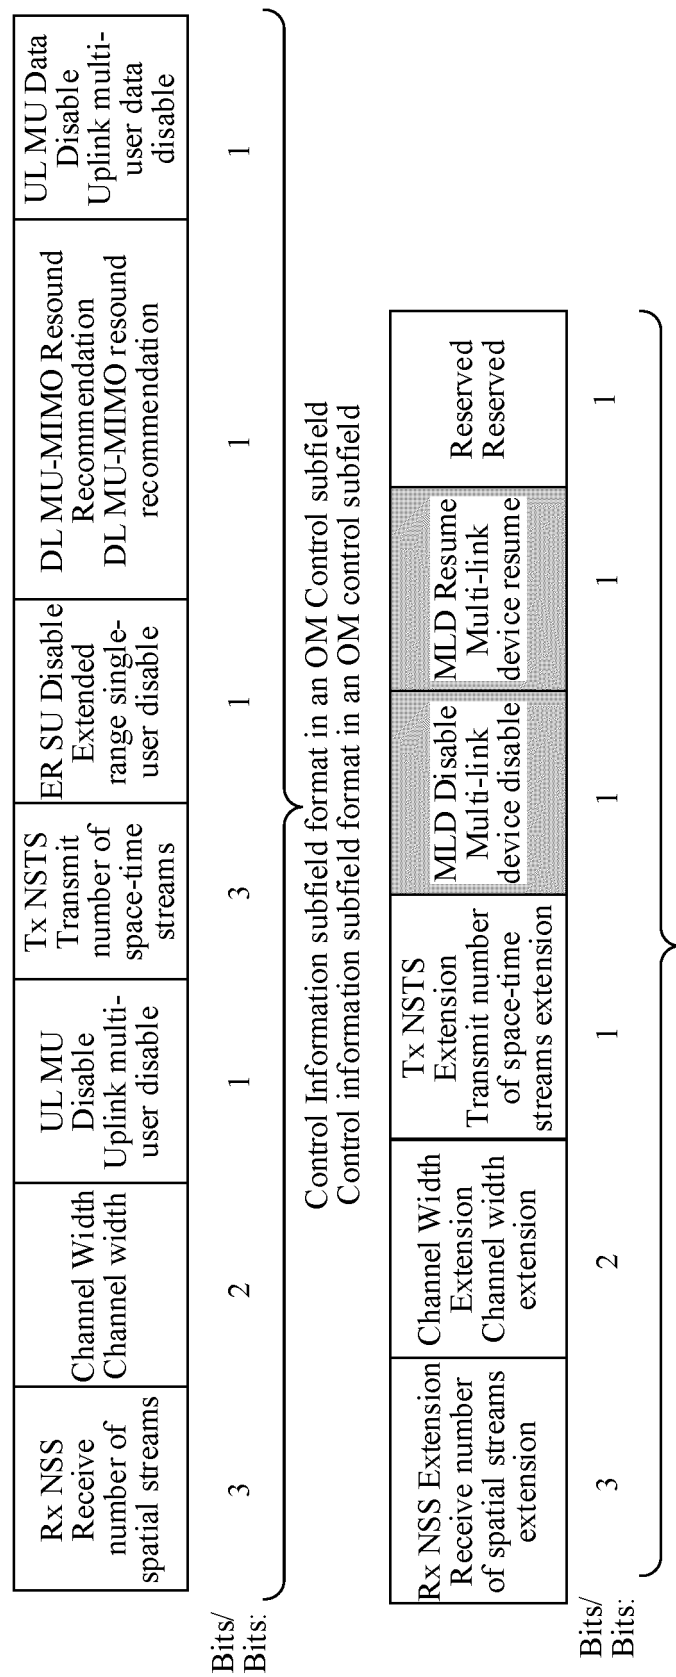 Rx NSS
Receive
number of
spatial streams
Channel Width
Channel width
UL MU
Disable
Uplink multi-
user disable
Tx NSTS
Transmit
number of
space-time
streams
ER SU Disable
Extended
range single-
user disable
DL MU-MIMO Resound
Recommendation
DL MU-MIMO resound
recommendation
UL MU Data
Disable
Uplink multi-
user data
disable
Bits/
Bits:
3
2
1
3
1
1
1
Control Information subfield format in an OM Control subfield
Control information subfield format in an OM control subfield
Rx NSS Extension
Receive number
of spatial streams
extension
Channel Width
Extension
Channel width
extension
Tx NSTS
Extension
Transmit number
of space-time
streams extension
MLD Disable
Multi-link
device disable
MLD Resume
Multi-link
device resume
Reserved
Reserved
Bits/
Bits:
3
2
1
1
1
1